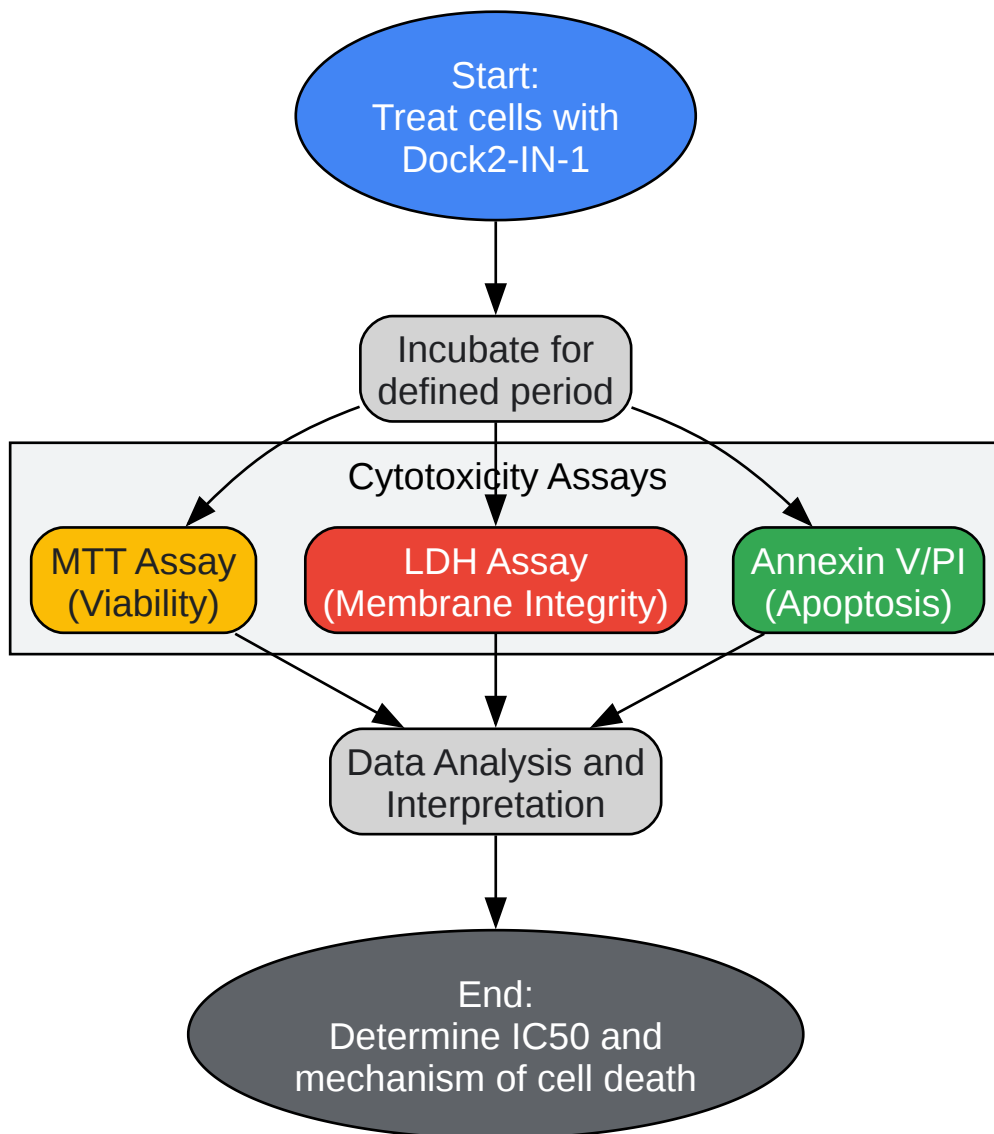 Start:
Treat cells with
Dock2-IN-1
Incubate for
defined period
Cytotoxicity Assays
MTT Assay
(Viability)
LDH Assay
(Membrane Integrity)
Annexin V/PI
(Apoptosis)
Data Analysis and
Interpretation
End:
Determine IC50 and
mechanism of cell death